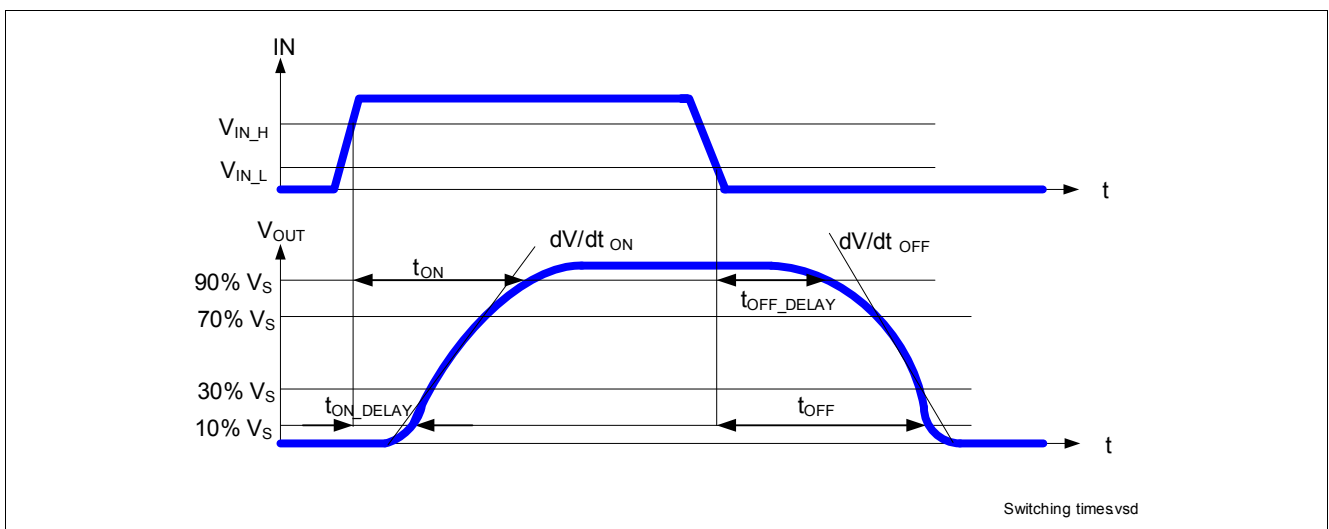 IN
V_IN_H
V_IN_L
t
V_OUT
dV/dt ON
dV/dt OFF
t_ON
90% V_S
t_OFF_DELAY
70% V_S
30% V_S
t_ON_DELAY
t_OFF
10% V_S
t
Switching times.vsd